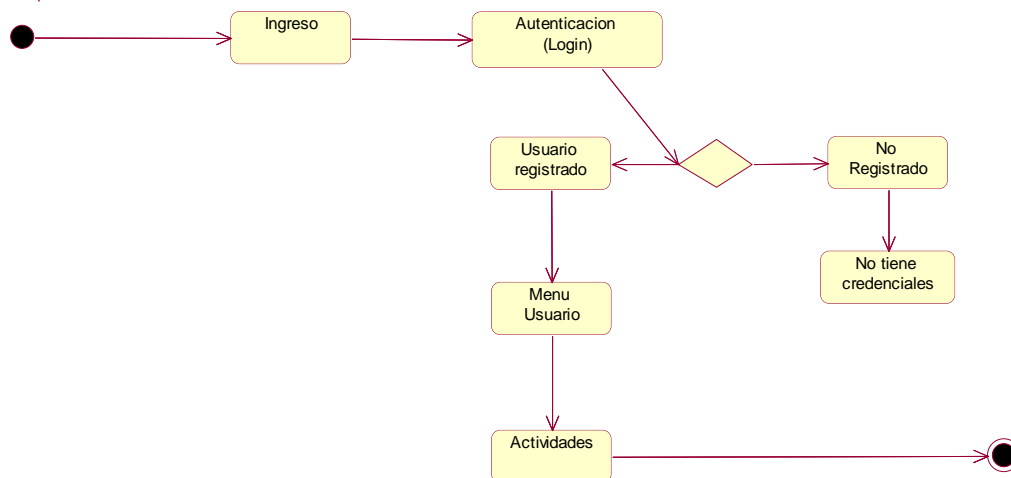 Ingreso
Autenticacion
(Login)
Usuario
registrado
No
Registrado
No tiene
credenciales
Menu
Usuario
Actividades